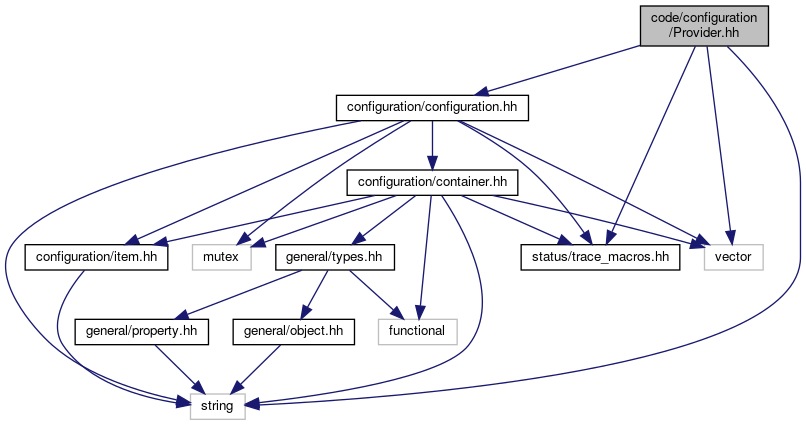 code/configuration
/Provider.hh
configuration/configuration.hh
configuration/container.hh
configuration/item.hh
mutex
general/types.hh
status/trace_macros.hh
vector
general/property.hh
general/object.hh
functional
string